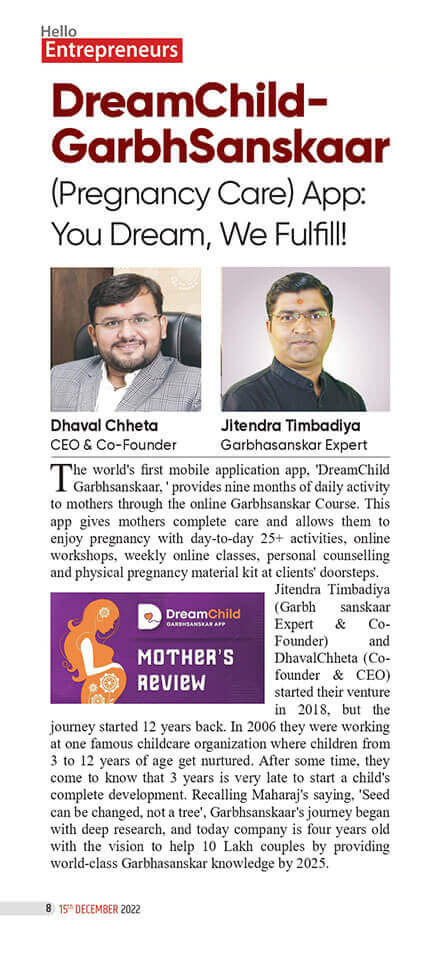 Hello
Entrepreneurs
DreamChild-
GarbhSanskaar
(Pregnancy Care) App:
You Dream, We Fulfill!
Dhaval Chheta
CEO & Co-Founder
Jitendra Timbadiya
Garbhasanskar Expert
The world's first mobile application app, 'DreamChild
Garbhsanskaar, ' provides nine months of daily activity
to mothers through the online Garbhsanskar Course. This
app gives mothers complete care and allows them to
enjoy pregnancy with day-to-day 25+ activities, online
workshops, weekly online classes, personal counselling
and physical pregnancy material kit at clients' doorsteps.
DreamChild
GARBHSANSKAR APP
MOTHER'S
REVIEW
Jitendra Timbadiya
(Garbh sanskaar
Expert & Co-
Founder) and
DhavalChheta (Co-
founder & CEO)
started their venture
in 2018, but the
journey started 12 years back. In 2006 they were working
at one famous childcare organization where children from
3 to 12 years of age get nurtured. After some time, they
come to know that 3 years is very late to start a child's
complete development. Recalling Maharaj's saying, 'Seed
can be changed, not a tree', Garbhsanskaar's journey began
with deep research, and today company is four years old
with the vision to help 10 Lakh couples by providing
world-class Garbhasanskar knowledge by 2025.
8 15TH DECEMBER 2022